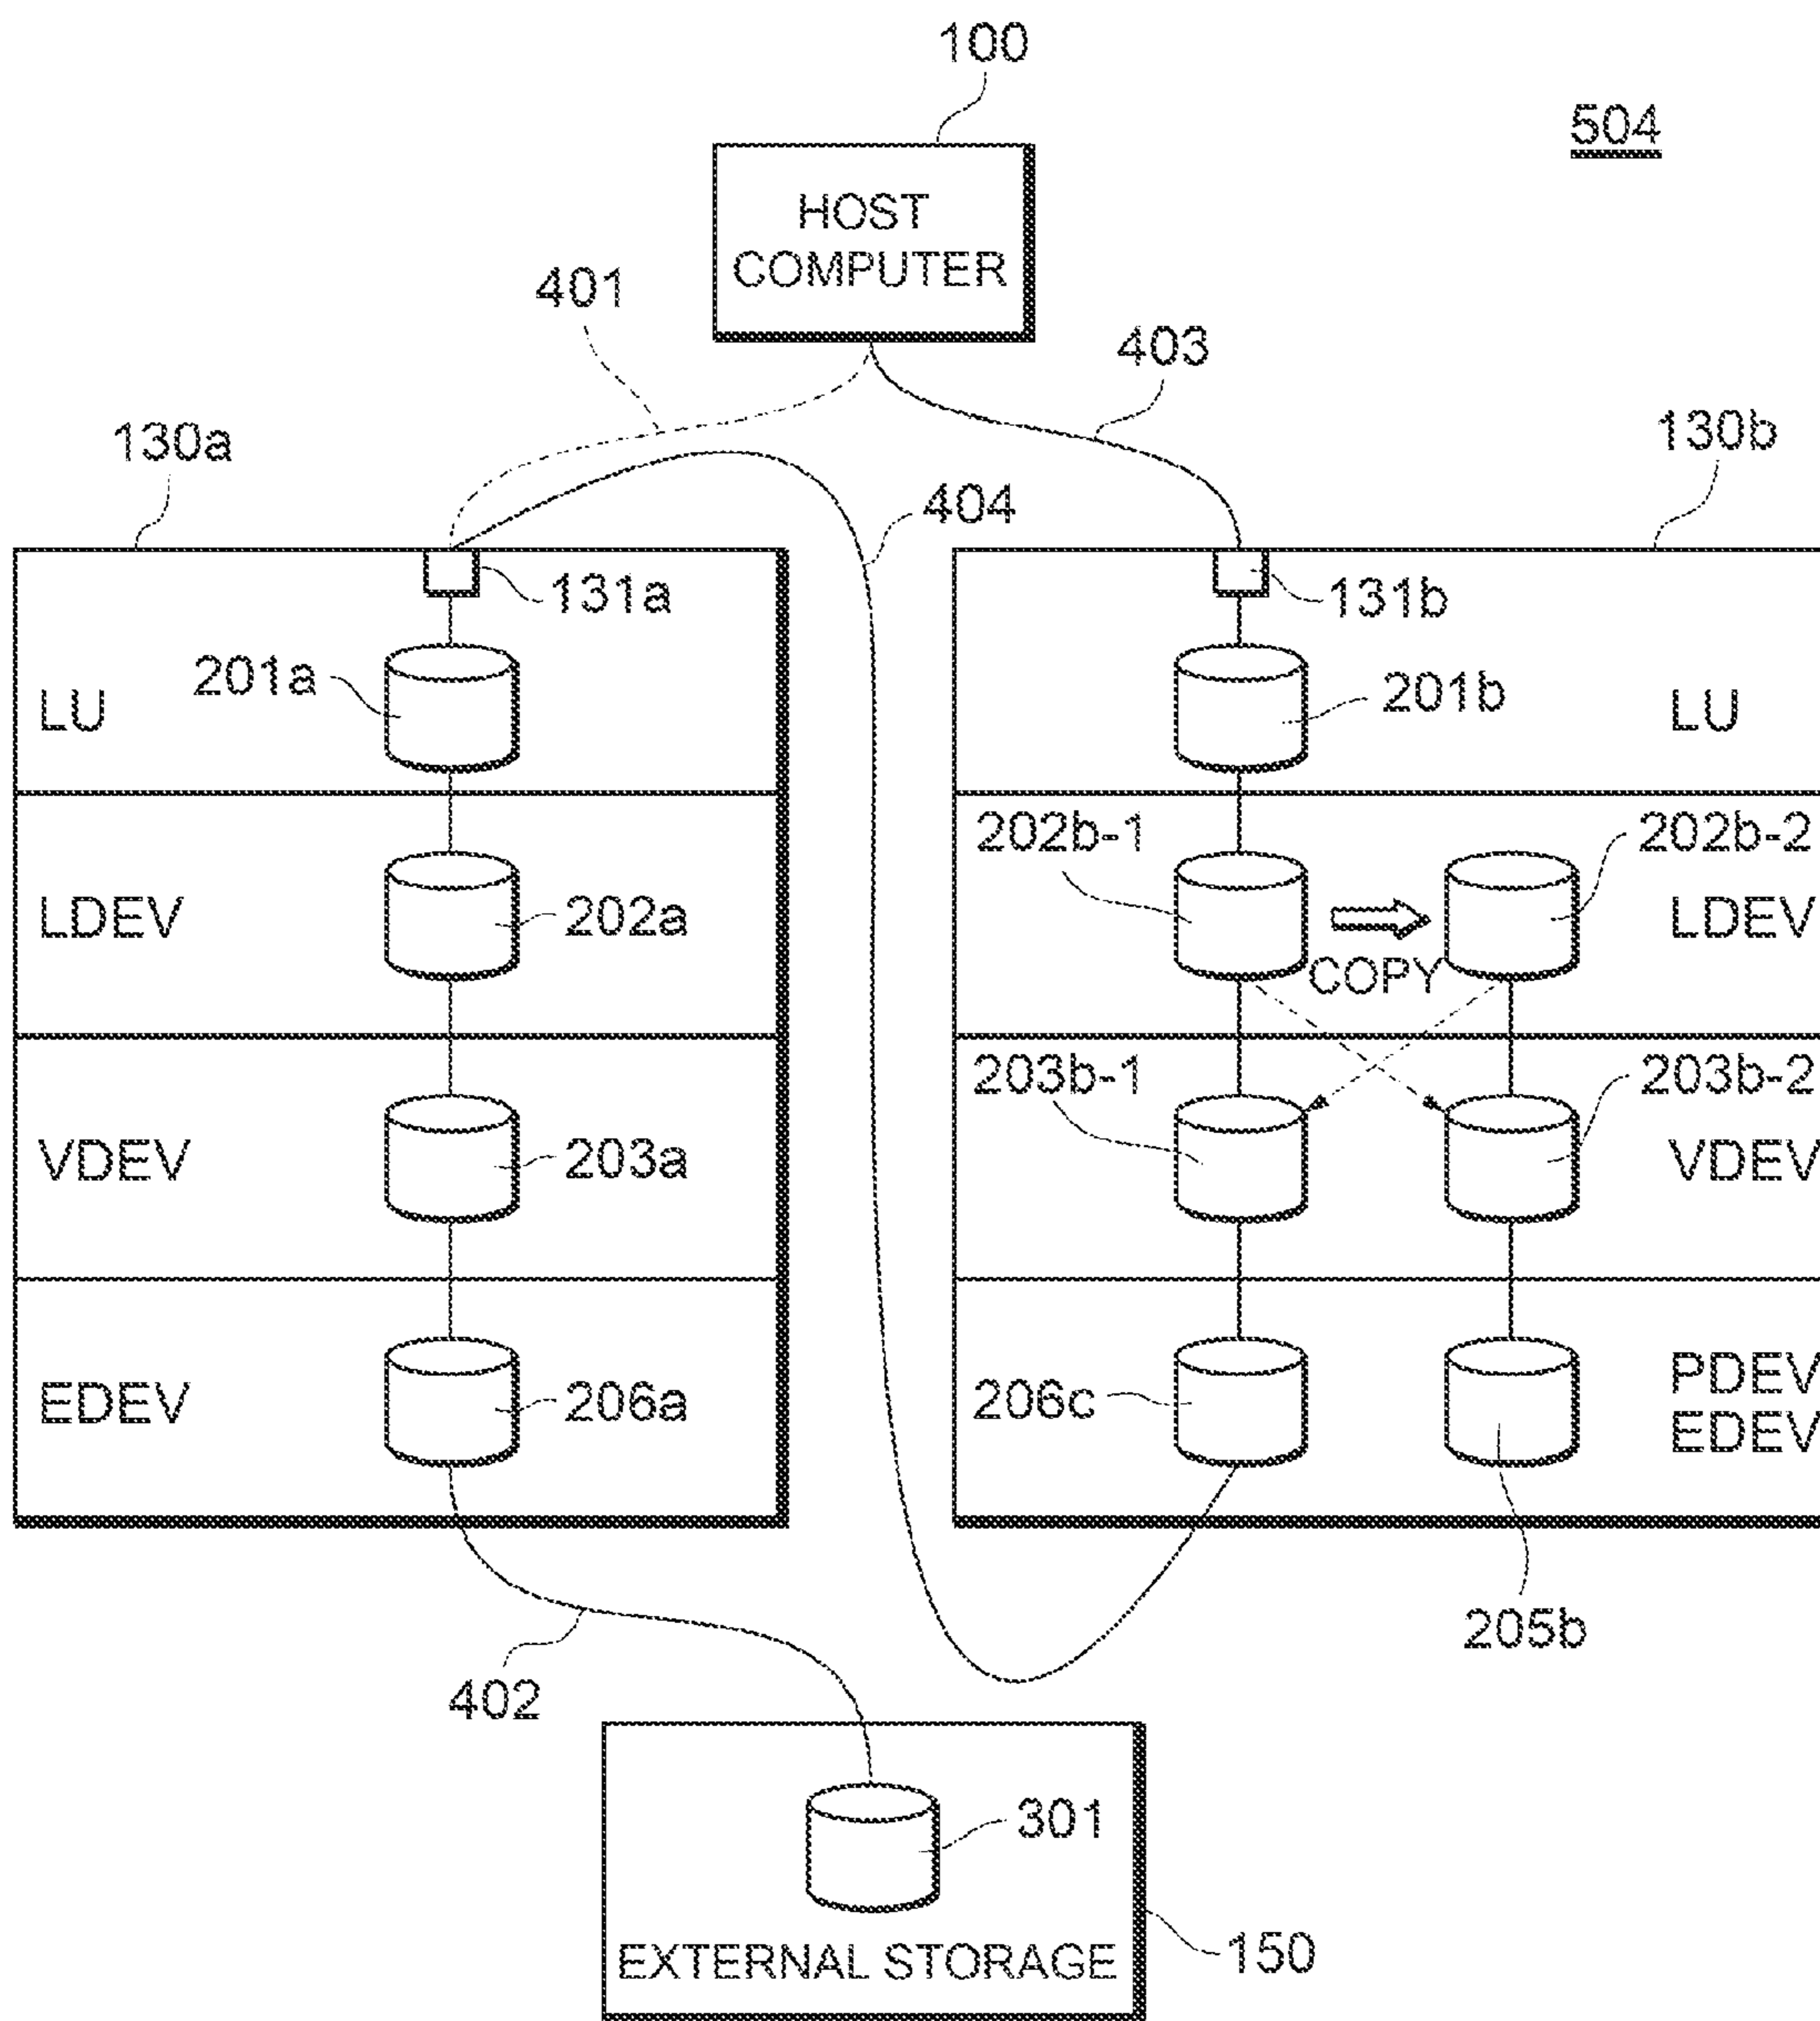 100
504
HOST
COMPUTER
401
403
130a
130b
404
131a
131b
201a
201b
LU
LU
202b-1
202b-2
LDEV
202a
LDEV
COPY
203b-1
203b-2
VDEV
203a
VDEV
EDEV
206a
206c
PDEV
EDEV
205b
402
301
EXTERNAL STORAGE
150